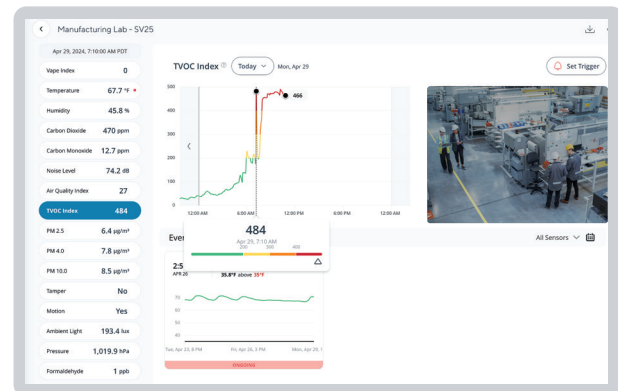 Manufacturing Lab - SV25
Apr 29, 2024, 7:10:00 AM PDT
Vape Index 0
Temperature 67.7 °F
Humidity 45.8 %
Carbon Dioxide 470 ppm
Carbon Monoxide 12.7 ppm
Noise Level 74.2 dB
Air Quality Index 27
TVOC Index 484
PM 2.5 6.4 µg/m³
PM 4.0 7.8 µg/m³
PM 10.0 8.5 µg/m³
Tamper No
Motion Yes
Ambient Light 193.4 lux
Pressure 1,019.9 hPa
Formaldehyde 1 ppb
TVOC Index Today Mon, Apr 29
Set Trigger
500
400
300
200
100
0
466
12:00 AM 6:00 AM 12:00 PM 6:00 PM 12:00 AM
484
Apr 29, 7:10 AM
200 300 400
Eve
All Sensors
2:5
APR 26 35.8°F above 35°F
70
60
50
40
Tue, Apr 23, 8 PM Fri, Apr 26, 3 PM Mon, Apr 29, 1
ONGOING